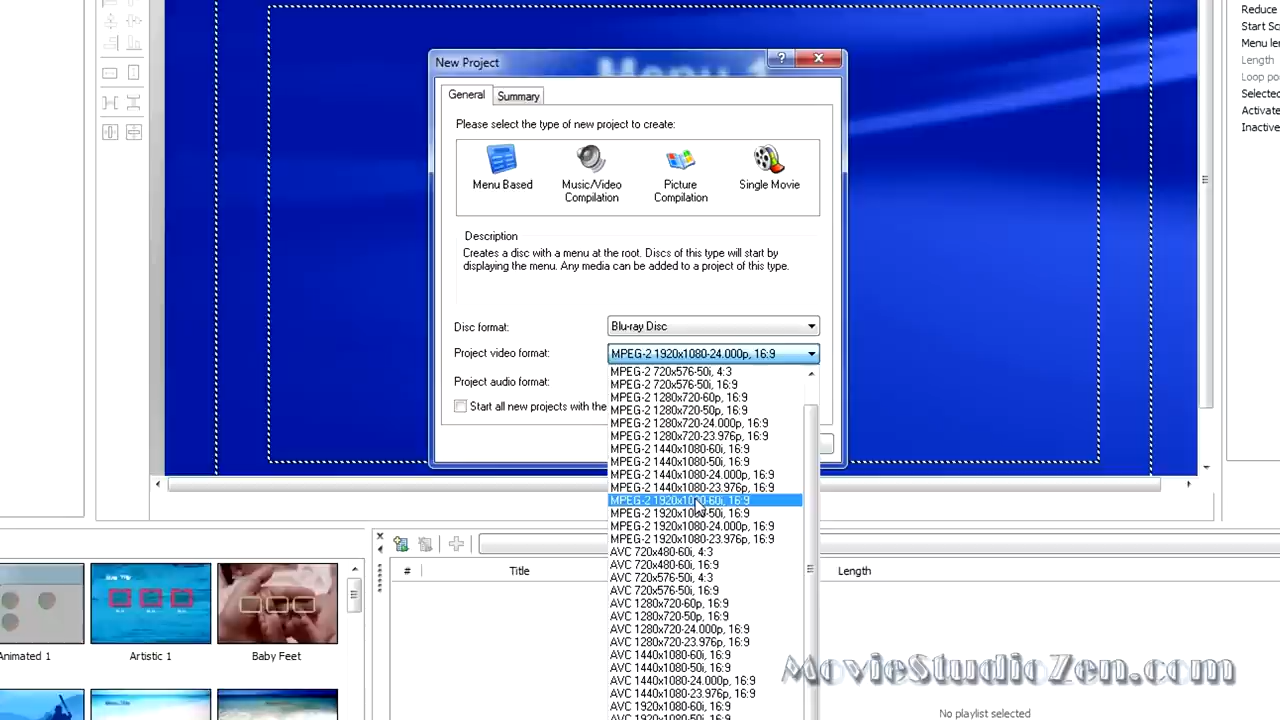 Reduce
Start Sc
Menu len
Length
Loop poi
Selected
Activate
Inactive
New Project
?
General
Summary
Please select the type of new project to create:
Menu Based
Music/Video
Compilation
Picture
Compilation
Single Movie
Description
Creates a disc with a menu at the root. Discs of this type will start by
displaying the menu. Any media can be added to a project of this type.
Disc format:
Blu-ray Disc
Project video format:
MPEG-2 1920x1080-24.000p, 16:9
Project audio format:
Start all new projects with the
MPEG-2 720x576-50i, 4:3
MPEG-2 720x576-50i, 16:9
MPEG-2 1280x720-60p, 16:9
MPEG-2 1280x720-50p, 16:9
MPEG-2 1280x720-24.000p, 16:9
MPEG-2 1280x720-23.976p, 16:9
MPEG-2 1440x1080-60i, 16:9
MPEG-2 1440x1080-50i, 16:9
MPEG-2 1440x1080-24.000p, 16:9
MPEG-2 1440x1080-23.976p, 16:9
MPEG-2 1920x1080-60i, 16:9
MPEG-2 1920x1080-50i, 16:9
MPEG-2 1920x1080-24.000p, 16:9
MPEG-2 1920x1080-23.976p, 16:9
AVC 720x480-60i, 4:3
AVC 720x480-60i, 16:9
AVC 720x576-50i, 4:3
AVC 720x576-50i, 16:9
AVC 1280x720-60p, 16:9
AVC 1280x720-50p, 16:9
AVC 1280x720-24.000p, 16:9
AVC 1280x720-23.976p, 16:9
AVC 1440x1080-60i, 16:9
AVC 1440x1080-50i, 16:9
AVC 1440x1080-24.000p, 16:9
AVC 1440x1080-23.976p, 16:9
AVC 1920x1080-60i, 16:9
AVC 1920x1080-50i, 16:9
# Title Length
Animated 1
Artistic 1
Baby Feet
MovieStudioZen.com
No playlist selected